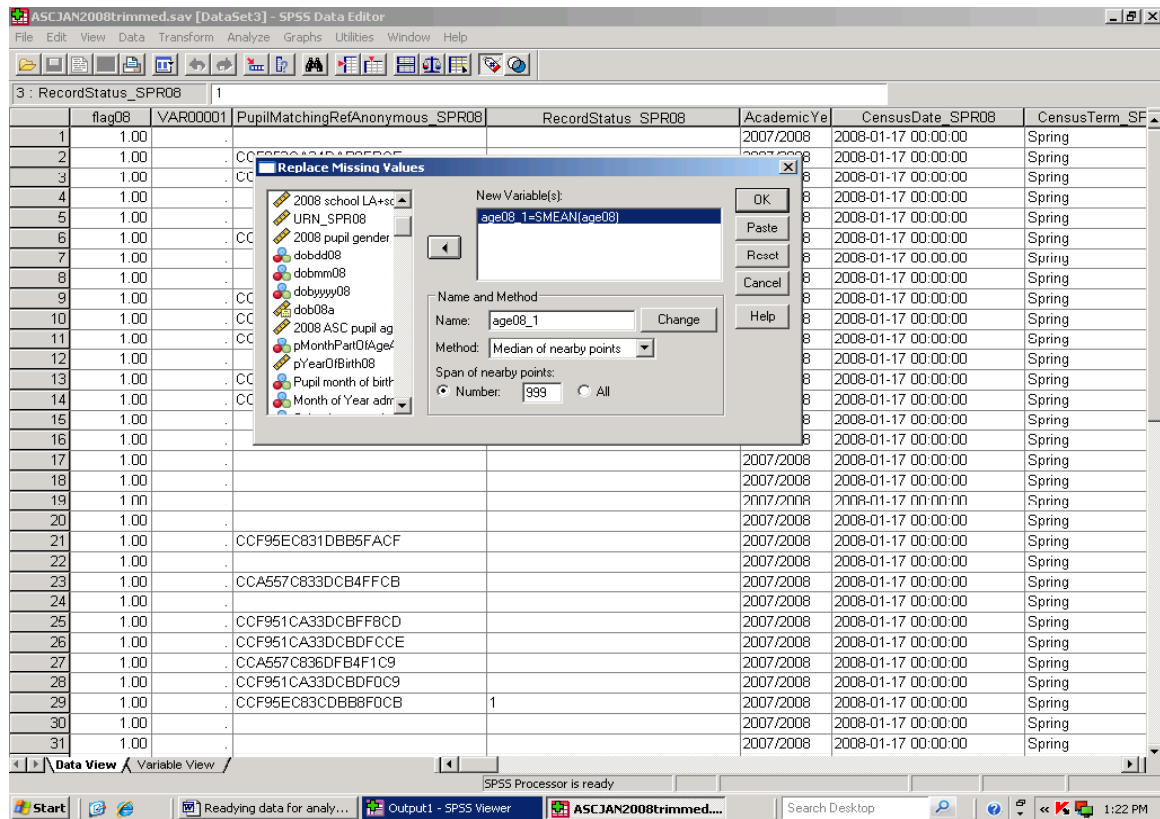 ASCJAN2008trimmed.sav [DataSet3] - SPSS Data Editor
File Edit View Data Transform Analyze Graphs Utilities Window Help
3 : RecordStatus_SPR08 1
flag08 VAR00001 PupilMatchingRefAnonymous_SPR08 RecordStatus_SPR08 AcademicYe CensusDate_SPR08 CensusTerm_SF
1 1.00 . 2007/2008 2008-01-17 00:00:00 Spring
2 1.00 . 2008-01-17 00:00:00 Spring
3 1.00 . CC 8 2008-01-17 00:00:00 Spring
4 1.00 . 8 2008-01-17 00:00:00 Spring
5 1.00 . 8 2008-01-17 00:00:00 Spring
6 1.00 . CC 8 2008-01-17 00:00:00 Spring
7 1.00 . 8 2008-01-17 00:00:00 Spring
8 1.00 . 8 2008-01-17 00:00:00 Spring
9 1.00 . CC 8 2008-01-17 00:00:00 Spring
10 1.00 . CC 8 2008-01-17 00:00:00 Spring
11 1.00 . CC 8 2008-01-17 00:00:00 Spring
12 1.00 . 8 2008-01-17 00:00:00 Spring
13 1.00 . CC 8 2008-01-17 00:00:00 Spring
14 1.00 . CC 8 2008-01-17 00:00:00 Spring
15 1.00 . 8 2008-01-17 00:00:00 Spring
16 1.00 . 8 2008-01-17 00:00:00 Spring
17 1.00 . 2007/2008 2008-01-17 00:00:00 Spring
18 1.00 . 2007/2008 2008-01-17 00:00:00 Spring
19 1.00 . 2007/2008 2008-01-17 00:00:00 Spring
20 1.00 . 2007/2008 2008-01-17 00:00:00 Spring
21 1.00 . CCF95EC831DBB5FACF 2007/2008 2008-01-17 00:00:00 Spring
22 1.00 . 2007/2008 2008-01-17 00:00:00 Spring
23 1.00 . CCA557C833DCB4FFCB 2007/2008 2008-01-17 00:00:00 Spring
24 1.00 . 2007/2008 2008-01-17 00:00:00 Spring
25 1.00 . CCF951CA33DCBFF8CD 2007/2008 2008-01-17 00:00:00 Spring
26 1.00 . CCF951CA33DCBDFCCE 2007/2008 2008-01-17 00:00:00 Spring
27 1.00 . CCA557C836DFB4F1C9 2007/2008 2008-01-17 00:00:00 Spring
28 1.00 . CCF951CA33DCBDF0C9 2007/2008 2008-01-17 00:00:00 Spring
29 1.00 . CCF95EC83CDBB8F0CB 1 2007/2008 2008-01-17 00:00:00 Spring
30 1.00 . 2007/2008 2008-01-17 00:00:00 Spring
31 1.00 . 2007/2008 2008-01-17 00:00:00 Spring
Replace Missing Values
2008 school LA+sc
URN_SPR08
2008 pupil gender
dobdd08
dobmm08
dobyyyy08
dob08a
2008 ASC pupil ag
pMonthPartOfAgeA
pYearOfBirth08
Pupil month of birth
Month of Year adm
New Variable(s):
age08_1=SMEAN(age08)
Name and Method
Name: age08_1 Change
Method: Median of nearby points
Span of nearby points:
Number: 999 All
OK
Paste
Reset
Cancel
Help
Data View Variable View
SPSS Processor is ready
Start Readying data for analy... Output1 - SPSS Viewer ASCJAN2008trimmed.... Search Desktop 1:22 PM